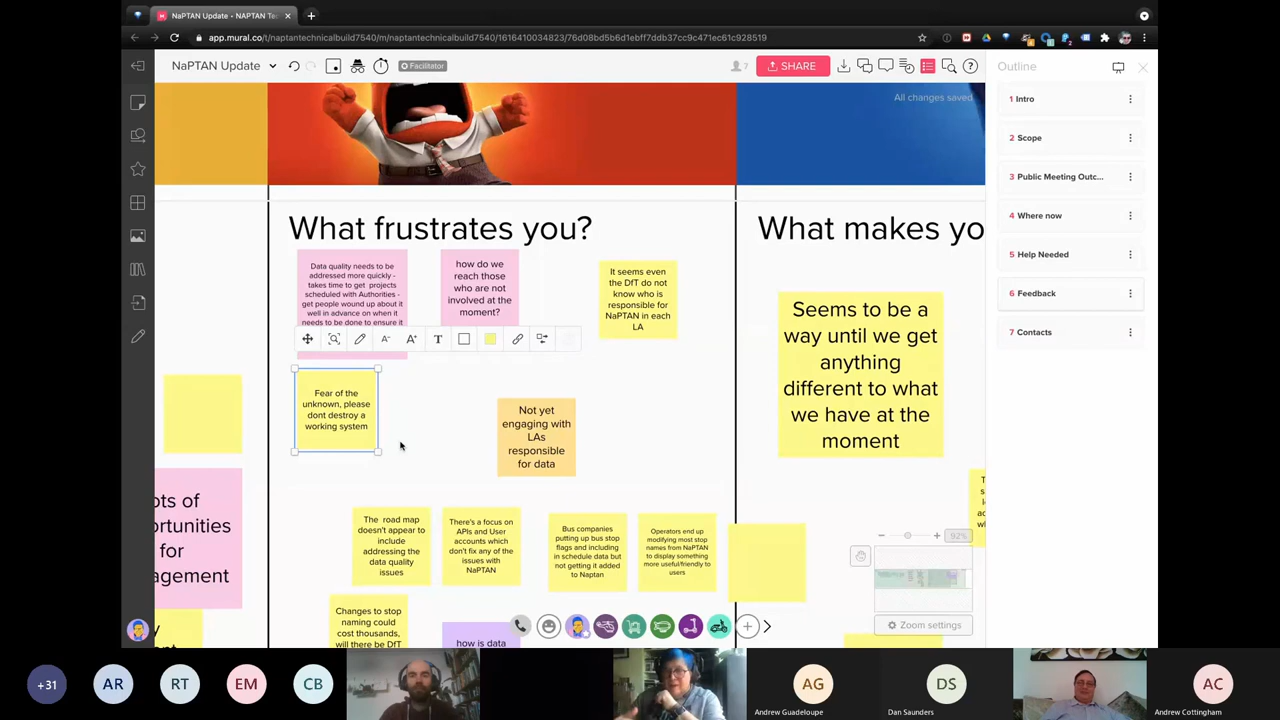 NaPTAN Update - NAPTAN Tec
app.mural.co/t/naptantechnicalbuild7540/m/naptantechnicalbuild7540/1616410034823/76d08bd5b6d1ebff7ddb37cc9c471ec61c928519
NaPTAN Update
Facilitator
7
SHARE
Outline
All changes saved
1 Intro
2 Scope
3 Public Meeting Outc...
4 Where now
5 Help Needed
6 Feedback
7 Contacts
What frustrates you?
What makes yo
Data quality needs to be
addressed more quickly -
takes time to get projects
scheduled with Authorities -
get people wound up about it
well in advance on when it
needs to be done to ensure it
how do we
reach those
who are not
involved at the
moment?
It seems even
the DfT do not
know who is
responsible for
NaPTAN in each
LA
Seems to be a
way until we get
anything
different to what
we have at the
moment
Fear of the
unknown, please
dont destroy a
working system
Not yet
engaging with
LAs
responsible
for data
ots of
ortunities
for
agement
The road map
doesn't appear to
include
addressing the
data quality
issues
There's a focus on
APIs and User
accounts which
don't fix any of the
issues with
NaPTAN
Bus companies
putting up bus stop
flags and including
in schedule data but
not getting it added
to Naptan
Operators end up
modifying most stop
names from NaPTAN
to display something
more useful/friendly to
users
Changes to stop
naming could
cost thousands,
will there be DfT
how is data
92%
Zoom settings
+31
AR
RT
EM
CB
AG
Andrew Guadeloupe
DS
Dan Saunders
AC
Andrew Cottingham